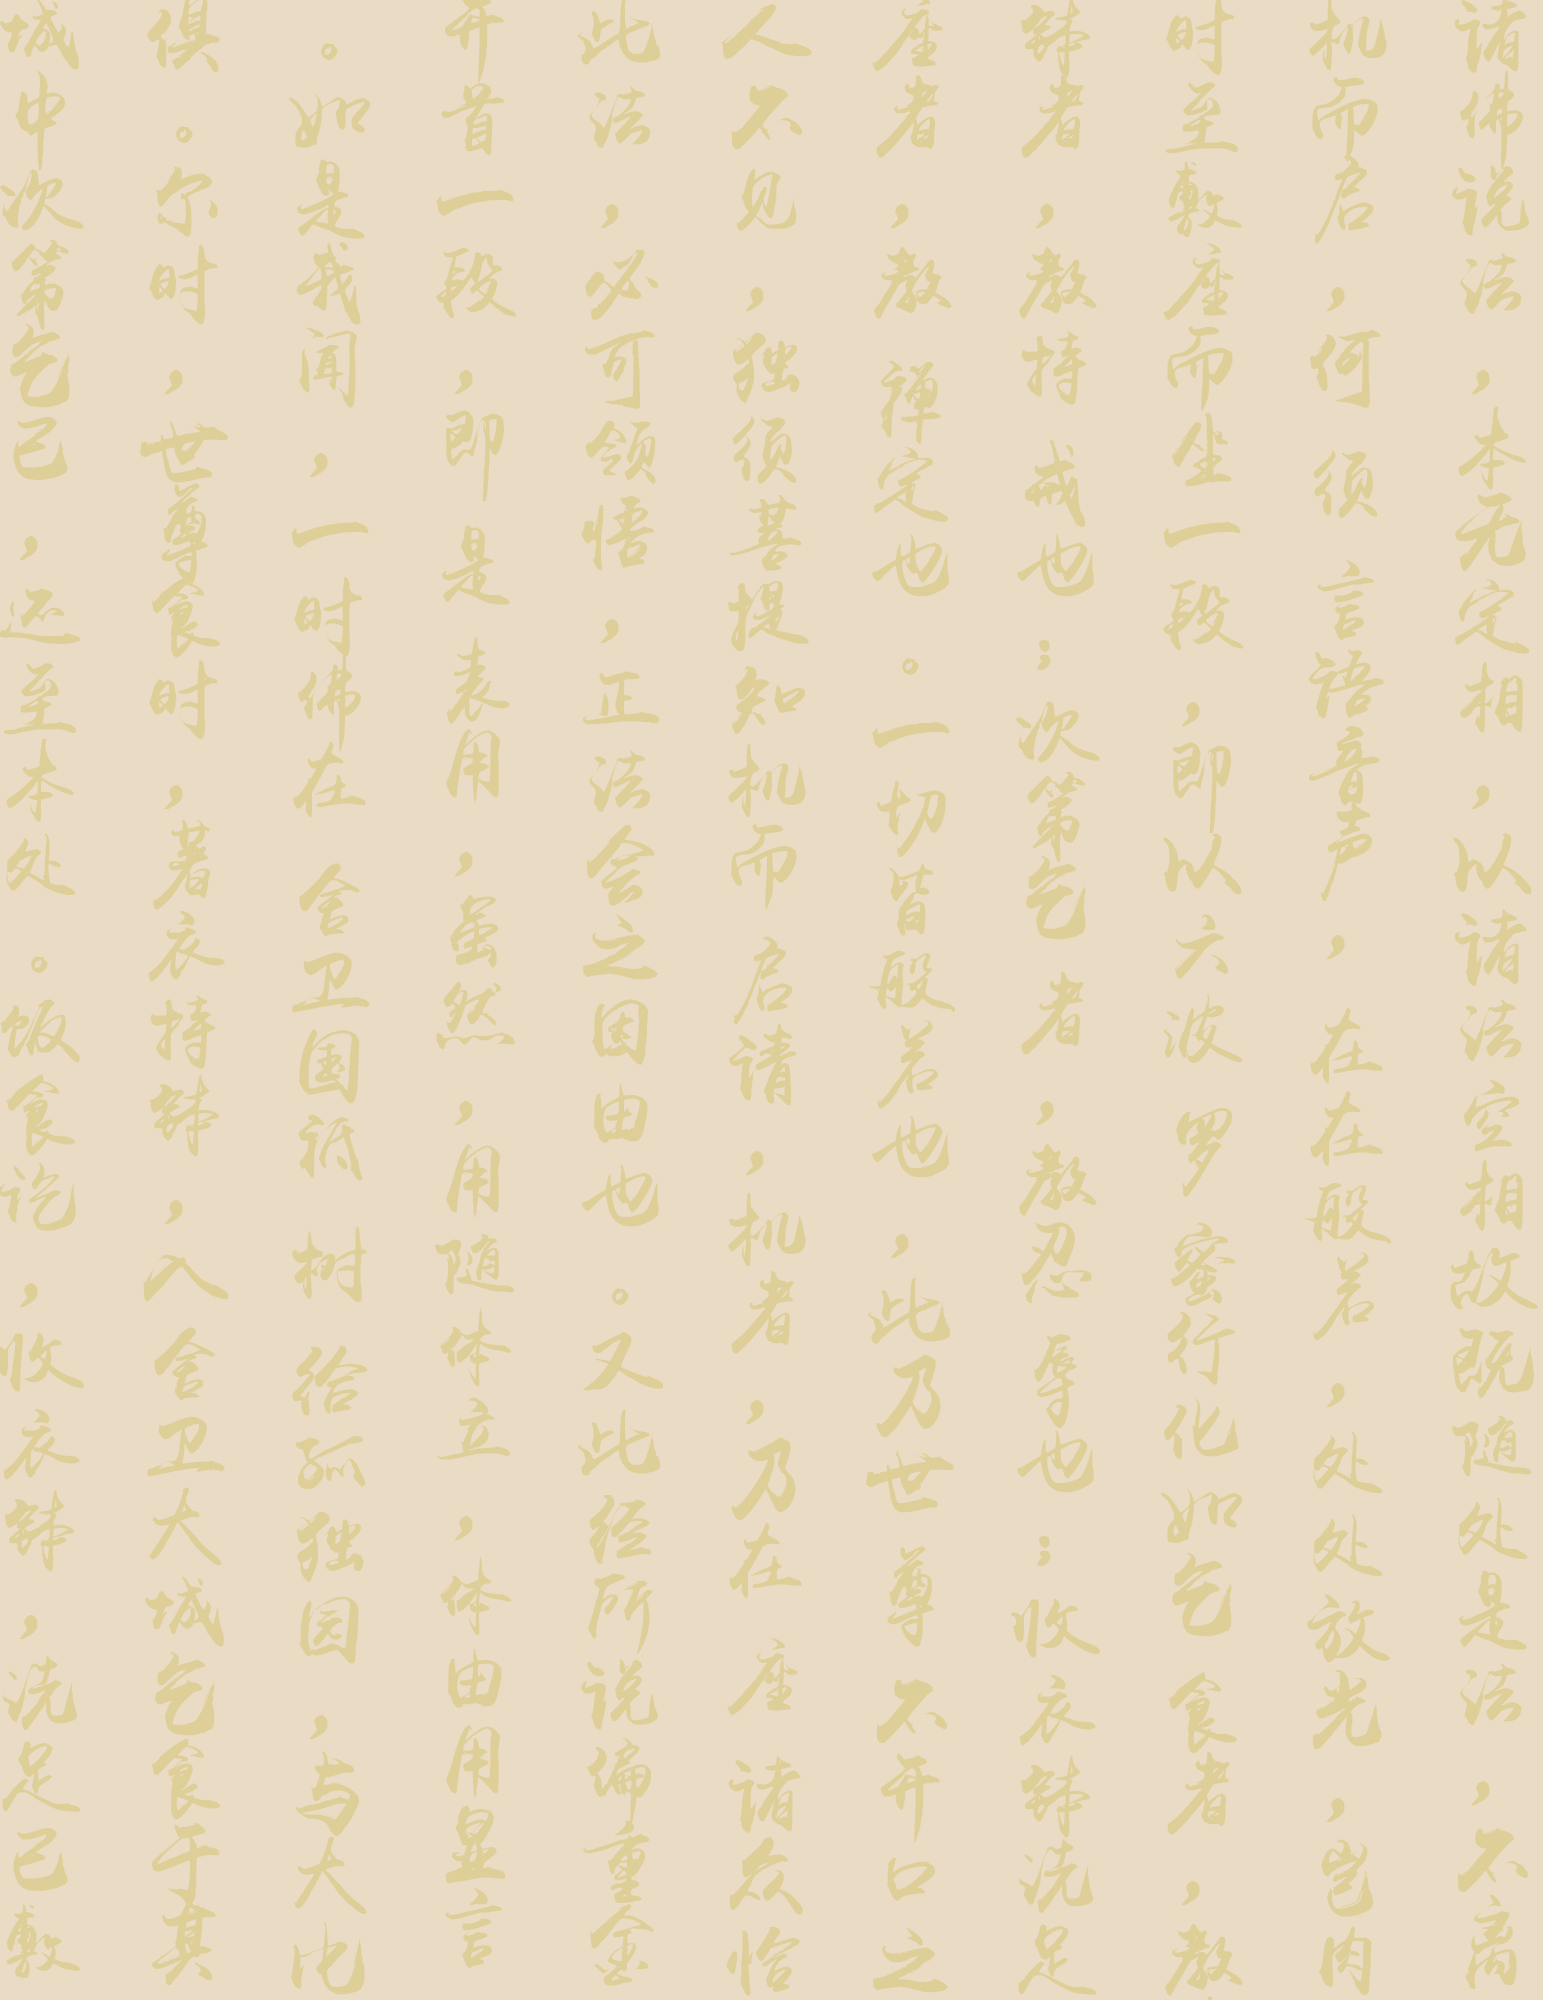 诸佛说法，本无定相，以诸法空相故既随处是法，不离
机而启，何须言语音声，在在般若，处处放光，岂肉
时至敷座而坐一段，即以六波罗蜜行化如乞食者，教
钵者，教持戒也；次第乞者，教忍辱也；收衣钵洗足
座者，教禅定也。一切皆般若也，此乃世尊不开口之
人不见，独须菩提知机而启请，机者，乃在座诸众恰
此法，必可领悟，正法会之因由也。又此经所说偏重金
开首一段，即是表用，虽然，用随体立，体由用显言
。如是我闻，一时佛在舍卫国祇树给孤独园，与大比
俱。尔时，世尊食时，著衣持钵，入舍卫大城乞食于其
城中次第乞已，还至本处。饭食讫，收衣钵，洗足已敷